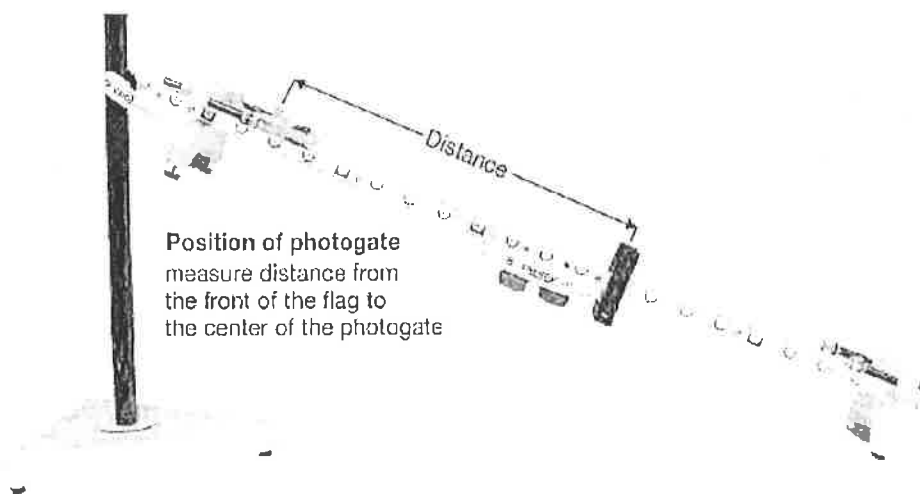 Distance
Position of photogate
measure distance from
the front of the flag to
the center of the photogate